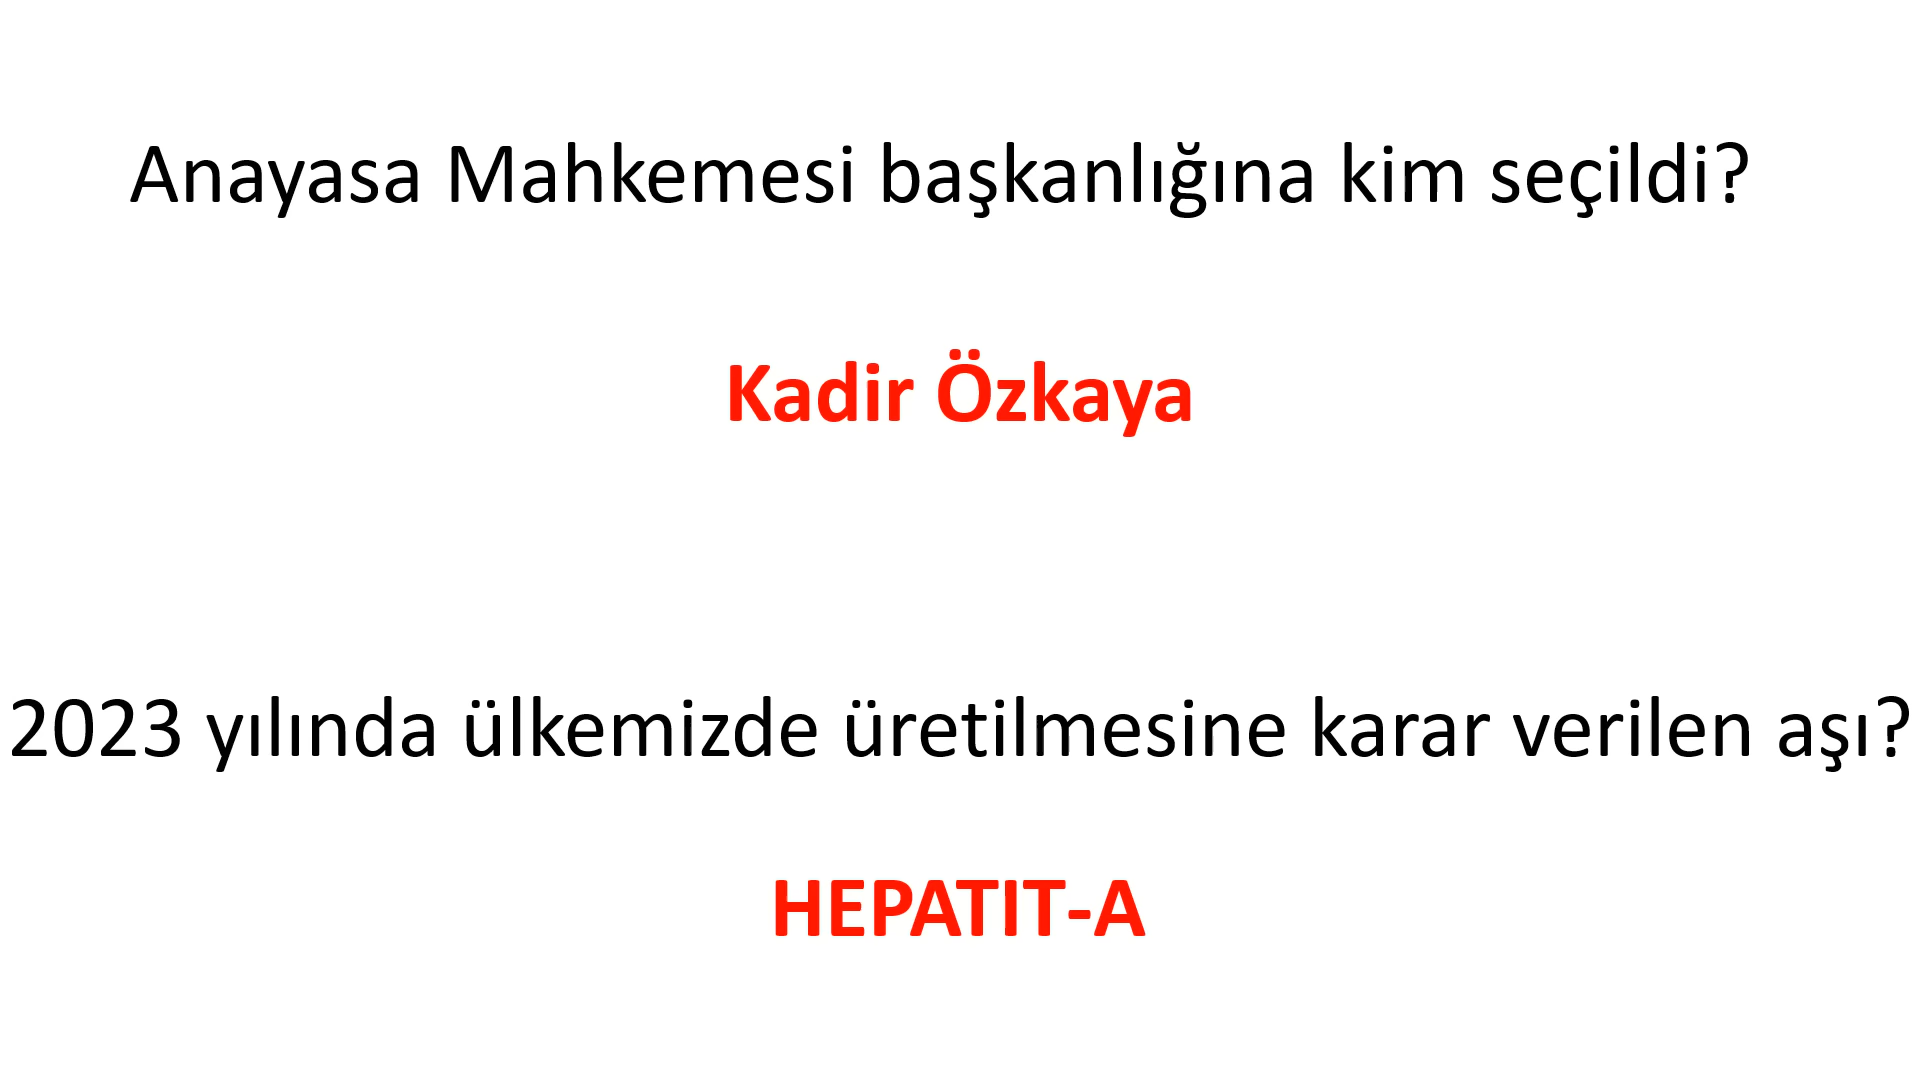 Anayasa Mahkemesi başkanlığına kim seçildi?
Kadir Özkaya
2023 yılında ülkemizde üretilmesine karar verilen aşı?
HEPATIT-A